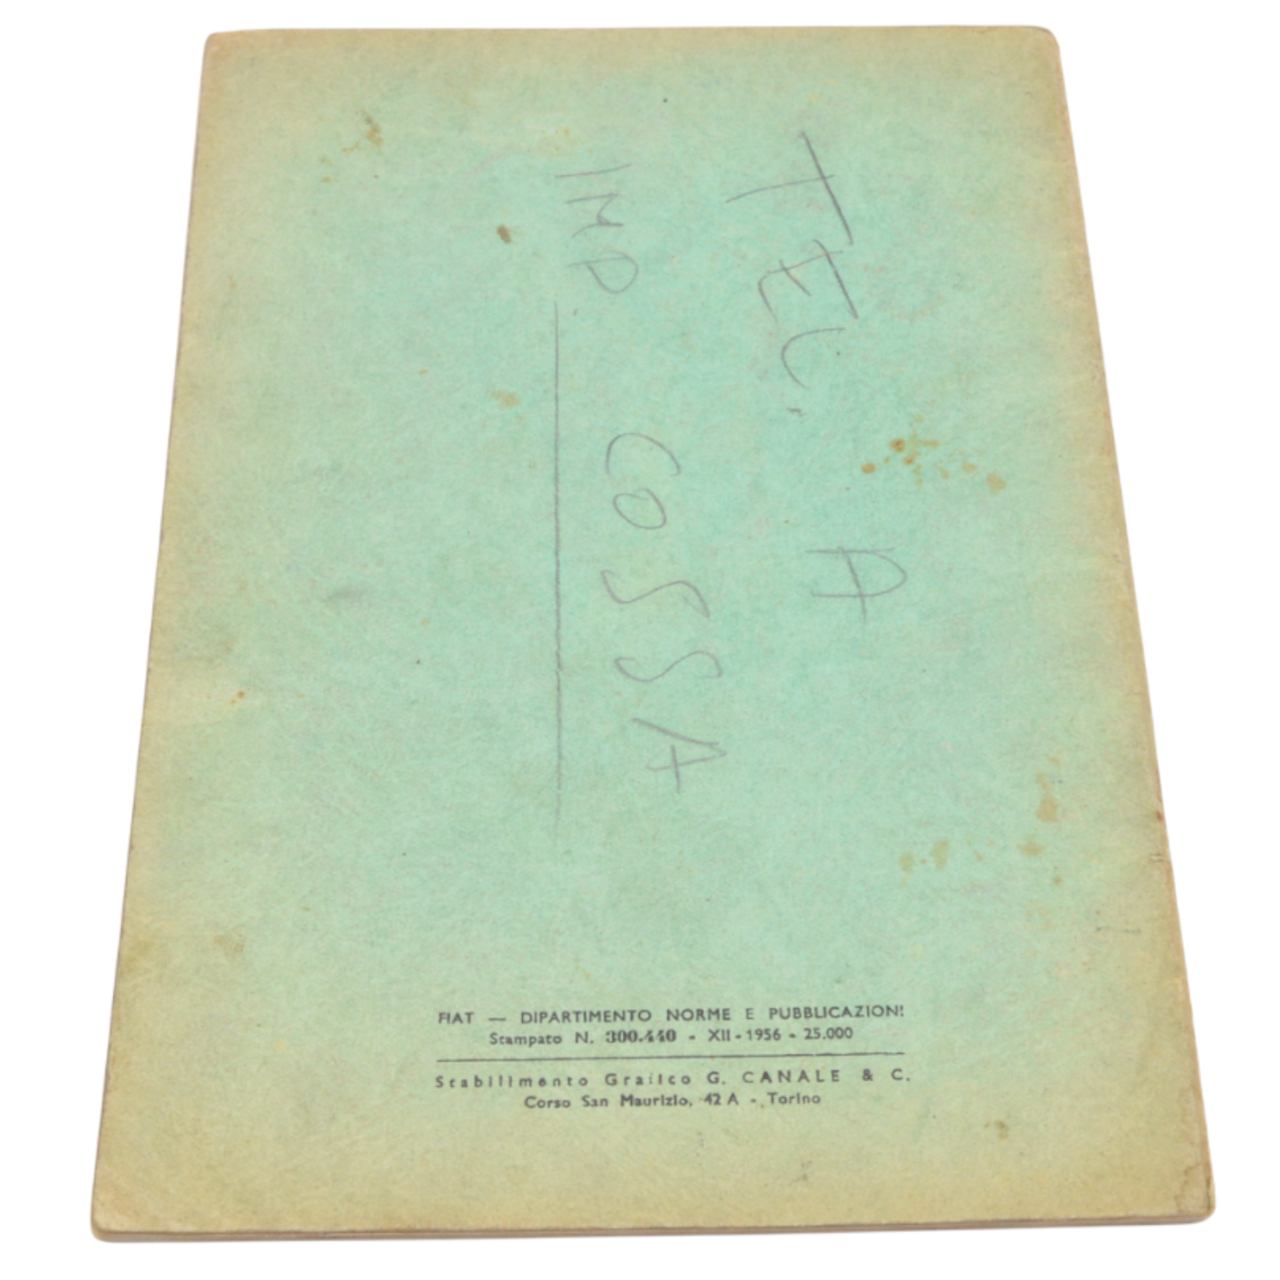 TEL. A
IMP COSSA
FIAT — DIPARTIMENTO NORME E PUBBLICAZIONI
Stampato N. 300.440 - XII - 1956 - 25.000
Stabilimento Grafico G. CANALE & C.
Corso San Maurizio, 42 A - Torino